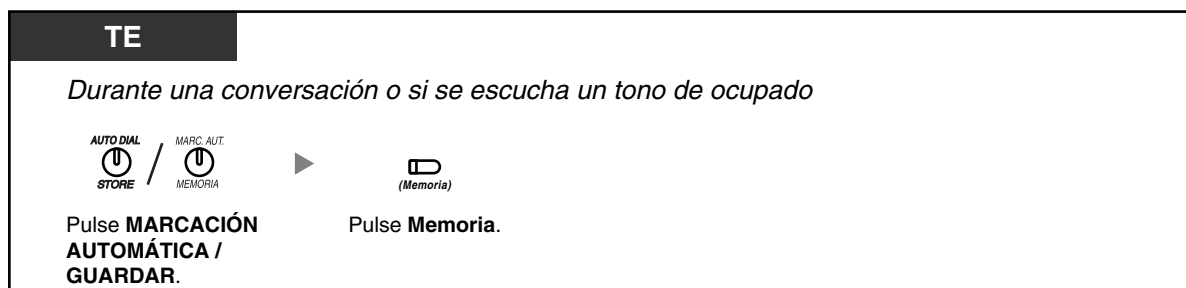 TE
Durante una conversación o si se escucha un tono de ocupado
AUTO DIAL
STORE
/
MARC. AUT.
MEMORIA
(Memoria)
Pulse MARCACIÓN
AUTOMÁTICA /
GUARDAR.
Pulse Memoria.